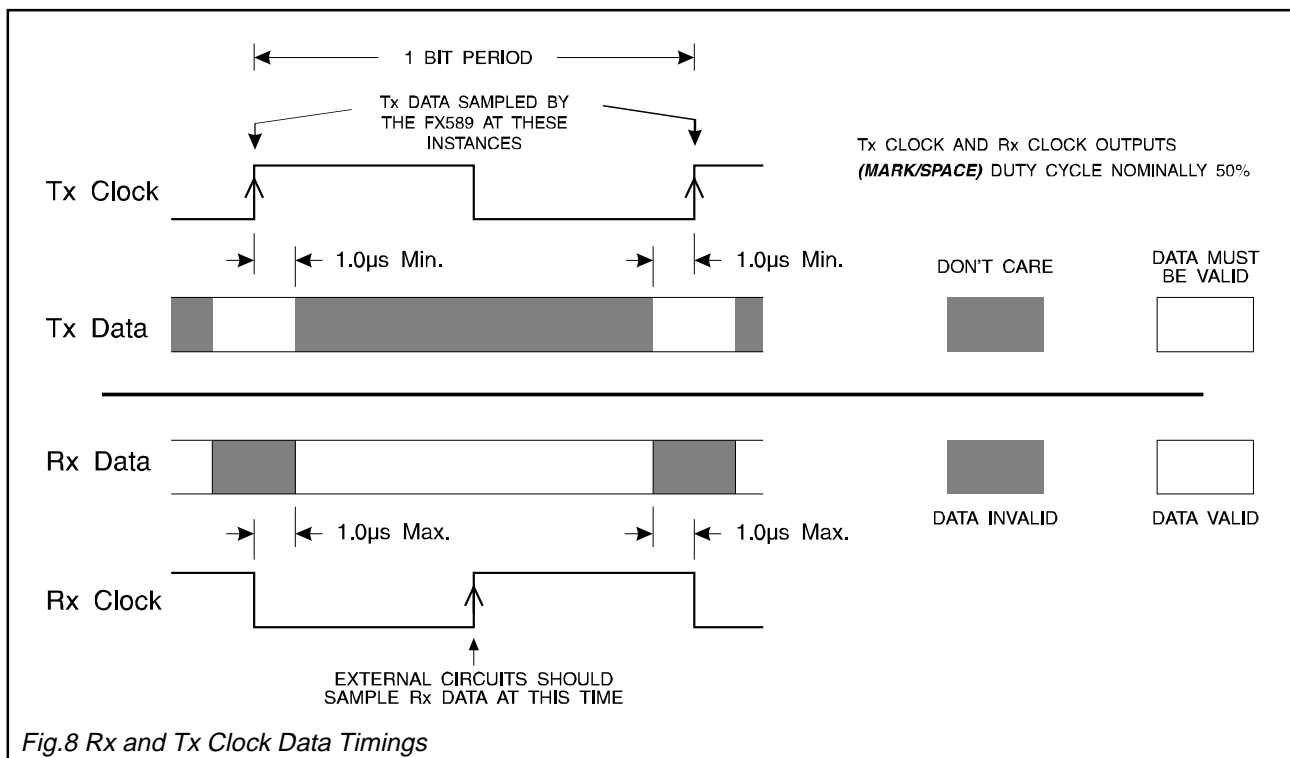 1 BIT PERIOD
Tx DATA SAMPLED BY
THE FX589 AT THESE
INSTANCES
Tx CLOCK AND Rx CLOCK OUTPUTS
(MARK/SPACE) DUTY CYCLE NOMINALLY 50%
Tx Clock
1.0µs Min.
1.0µs Min.
DON'T CARE
DATA MUST
BE VALID
Tx Data
Rx Data
DATA INVALID
DATA VALID
1.0µs Max.
1.0µs Max.
Rx Clock
EXTERNAL CIRCUITS SHOULD
SAMPLE Rx DATA AT THIS TIME
Fig.8 Rx and Tx Clock Data Timings